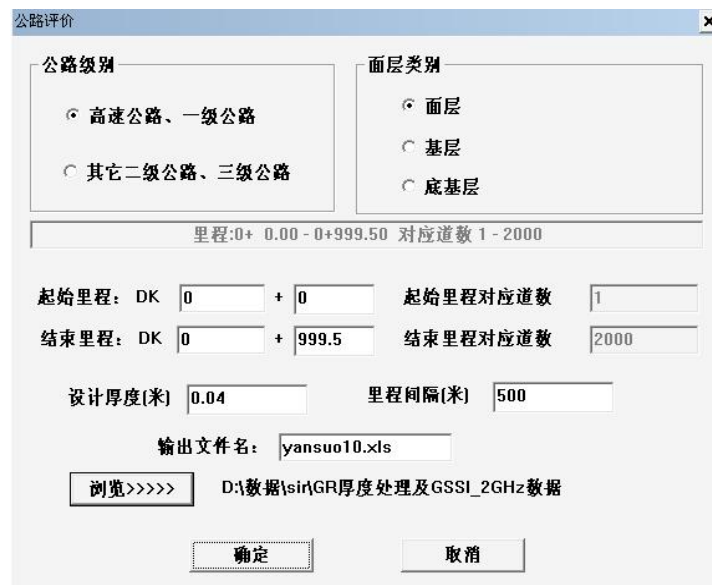 公路评价
公路级别
高速公路、一级公路
其它二级公路、三级公路
面层类别
面层
基层
底基层
里程:0+ 0.00 - 0+999.50 对应道数 1 - 2000
起始里程: DK 0 + 0 起始里程对应道数 1
结束里程: DK 0 + 999.5 结束里程对应道数 2000
设计厚度(米) 0.04 里程间隔(米) 500
输出文件名: yansuo10.xls
浏览>>>>> D:\数据\sir\GR厚度处理及GSSI_2GHz数据
确定 取消